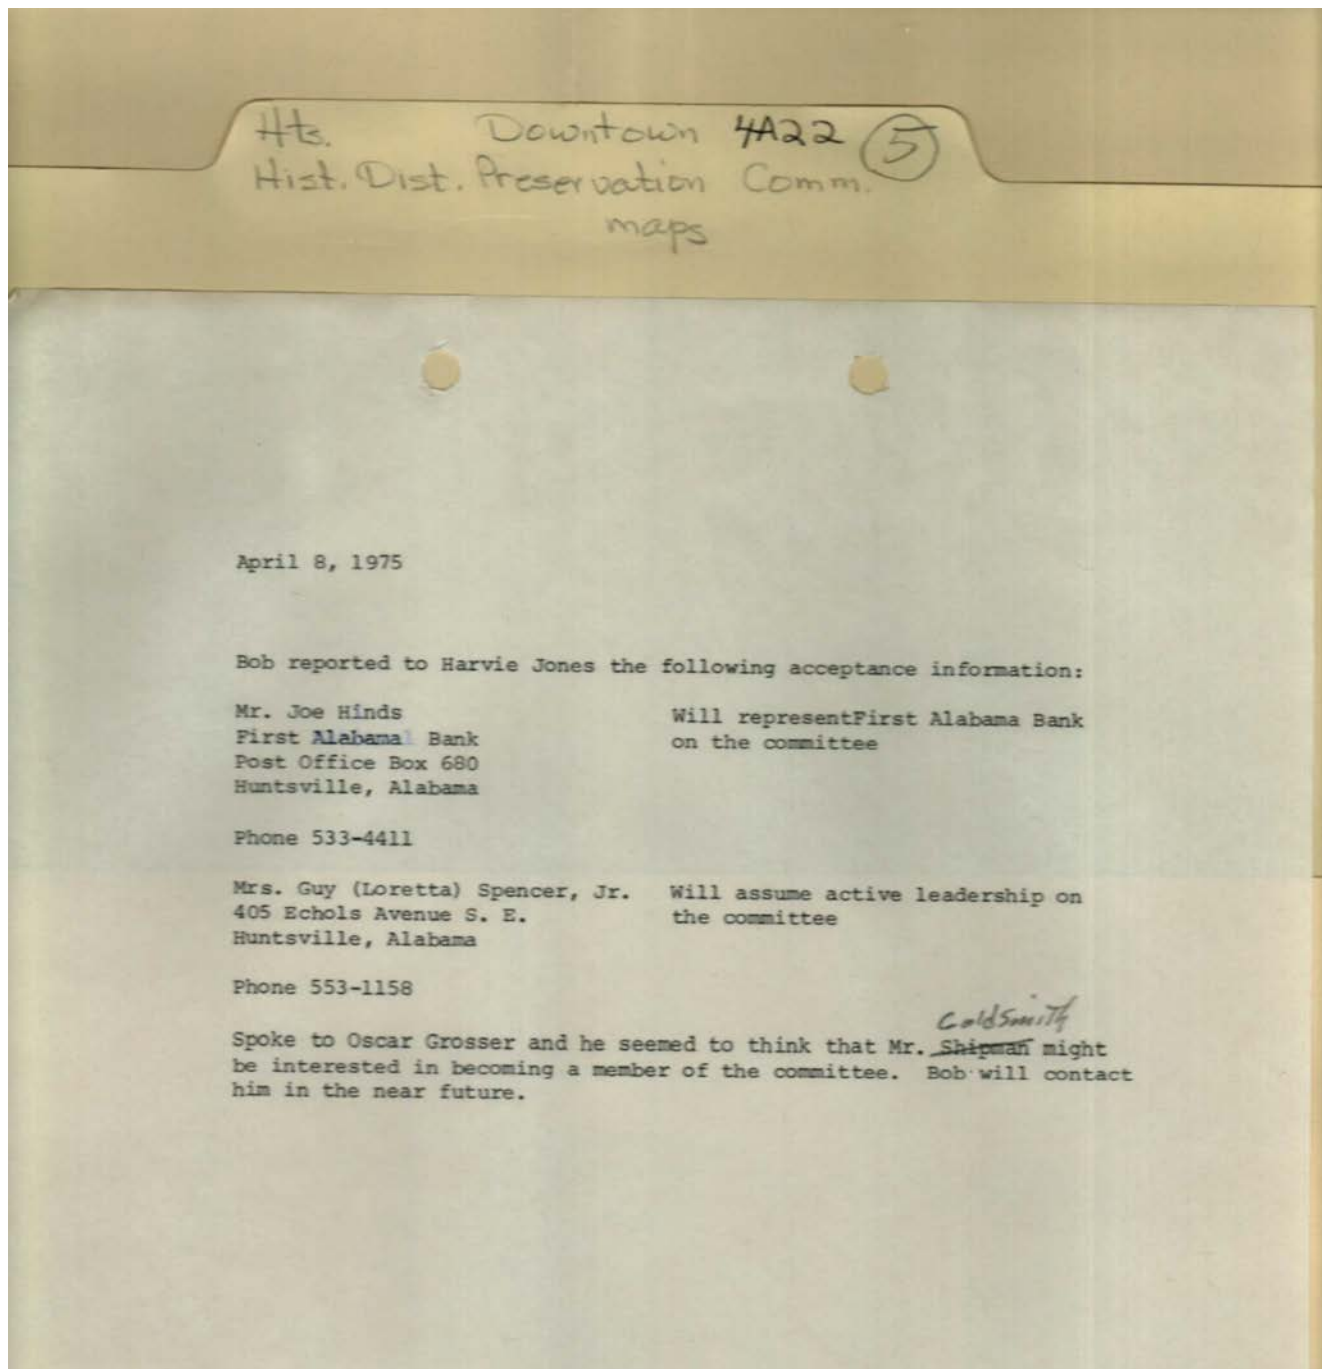 Hts. Downtown 4A22 5
Hist. Dist. Preservation Comm.
maps
April 8, 1975
Bob reported to Harvie Jones the following acceptance information:
Mr. Joe Hinds
First Alabama Bank
Post Office Box 680
Huntsville, Alabama
Will representFirst Alabama Bank
on the committee
Phone 533-4411
Mrs. Guy (Loretta) Spencer, Jr.
405 Echols Avenue S. E.
Huntsville, Alabama
Will assume active leadership on
the committee
Phone 553-1158
GoldSmith
Spoke to Oscar Grosser and he seemed to think that Mr. Shipman might
be interested in becoming a member of the committee. Bob will contact
him in the near future.